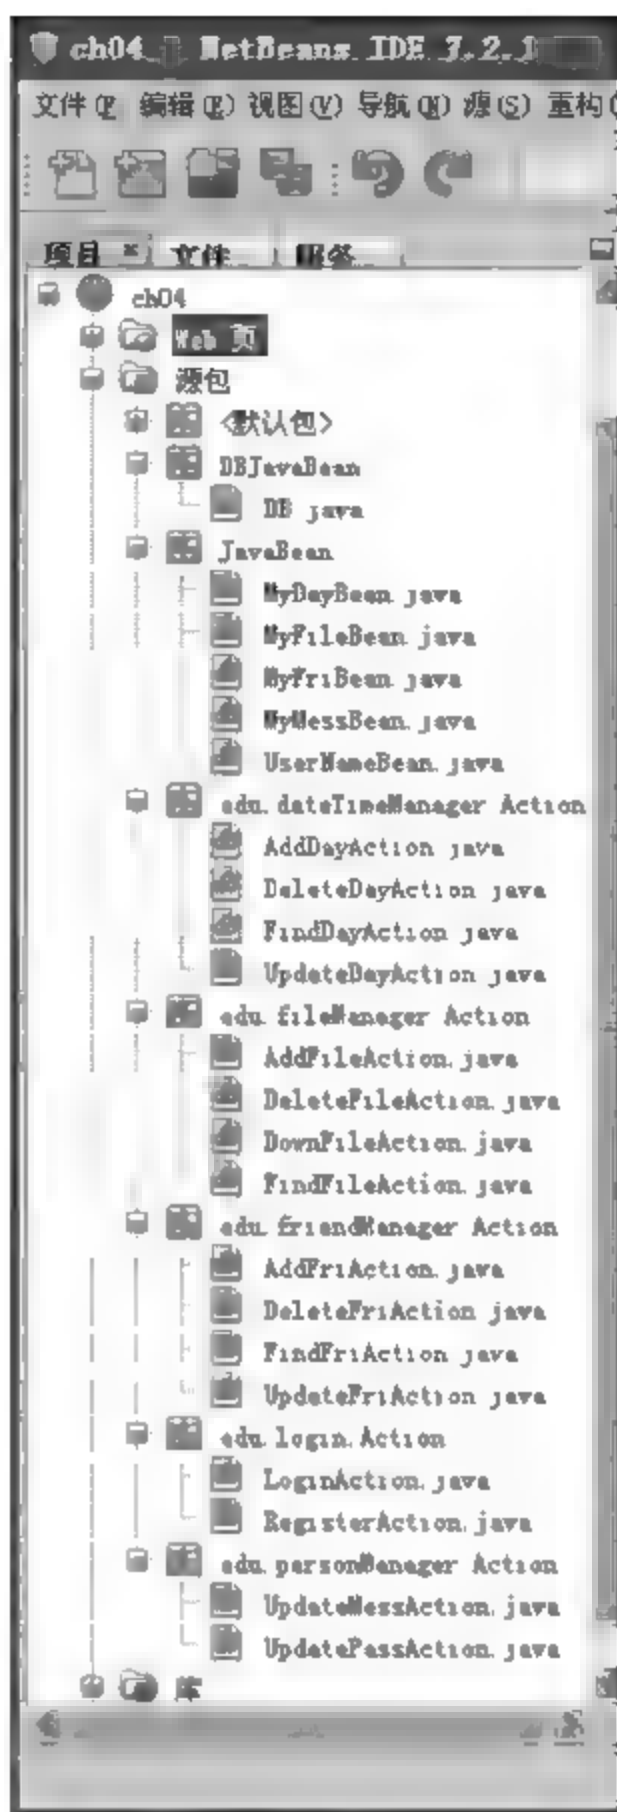 ch04 - NetBeans IDE 7.2.1
文件(F) 编辑(E) 视图(V) 导航(N) 源(S) 重构(
项目 × 文件 服务
ch04
Web 页
源包
<默认包>
DBJavaBean
DB.java
JavaBean
MyDayBean.java
MyFileBean.java
MyFriBean.java
MyMessBean.java
UserNameBean.java
edu.dateTimeManager.Action
AddDayAction.java
DeleteDayAction.java
FindDayAction.java
UpdateDayAction.java
edu.fileManager.Action
AddFileAction.java
DeleteFileAction.java
DownFileAction.java
FindFileAction.java
edu.friendManager.Action
AddFriAction.java
DeleteFriAction.java
FindFriAction.java
UpdateFriAction.java
edu.login.Action
LoginAction.java
RegisterAction.java
edu.personManager.Action
UpdateMessAction.java
UpdatePassAction.java
库